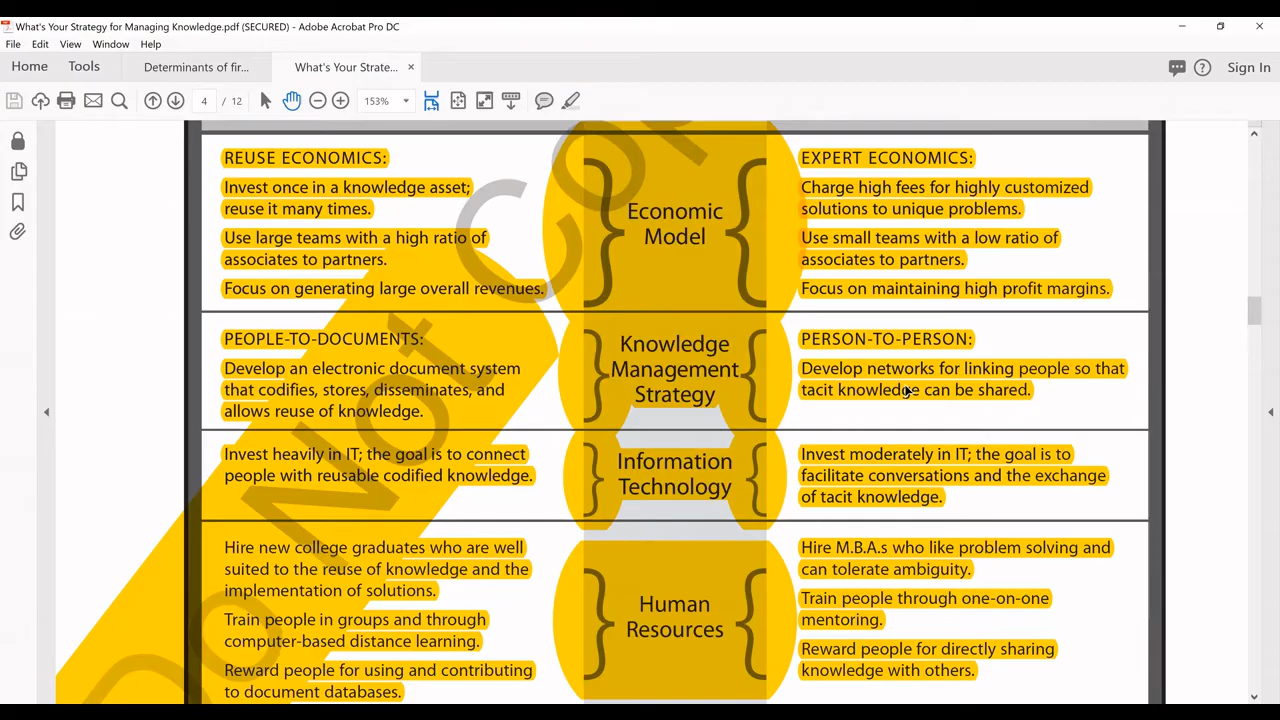 What's Your Strategy for Managing Knowledge.pdf (SECURED) - Adobe Acrobat Pro DC
File Edit View Window Help
Home Tools Determinants of fir... What's Your Strate... × Sign In
4 / 12 153%
REUSE ECONOMICS:
Invest once in a knowledge asset;
reuse it many times.
Use large teams with a high ratio of
associates to partners.
Focus on generating large overall revenues.
Economic
Model
EXPERT ECONOMICS:
Charge high fees for highly customized
solutions to unique problems.
Use small teams with a low ratio of
associates to partners.
Focus on maintaining high profit margins.
PEOPLE-TO-DOCUMENTS:
Develop an electronic document system
that codifies, stores, disseminates, and
allows reuse of knowledge.
Knowledge
Management
Strategy
PERSON-TO-PERSON:
Develop networks for linking people so that
tacit knowledge can be shared.
Invest heavily in IT; the goal is to connect
people with reusable codified knowledge.
Information
Technology
Invest moderately in IT; the goal is to
facilitate conversations and the exchange
of tacit knowledge.
Hire new college graduates who are well
suited to the reuse of knowledge and the
implementation of solutions.
Train people in groups and through
computer-based distance learning.
Reward people for using and contributing
to document databases.
Human
Resources
Hire M.B.A.s who like problem solving and
can tolerate ambiguity.
Train people through one-on-one
mentoring.
Reward people for directly sharing
knowledge with others.
Do Not Cop